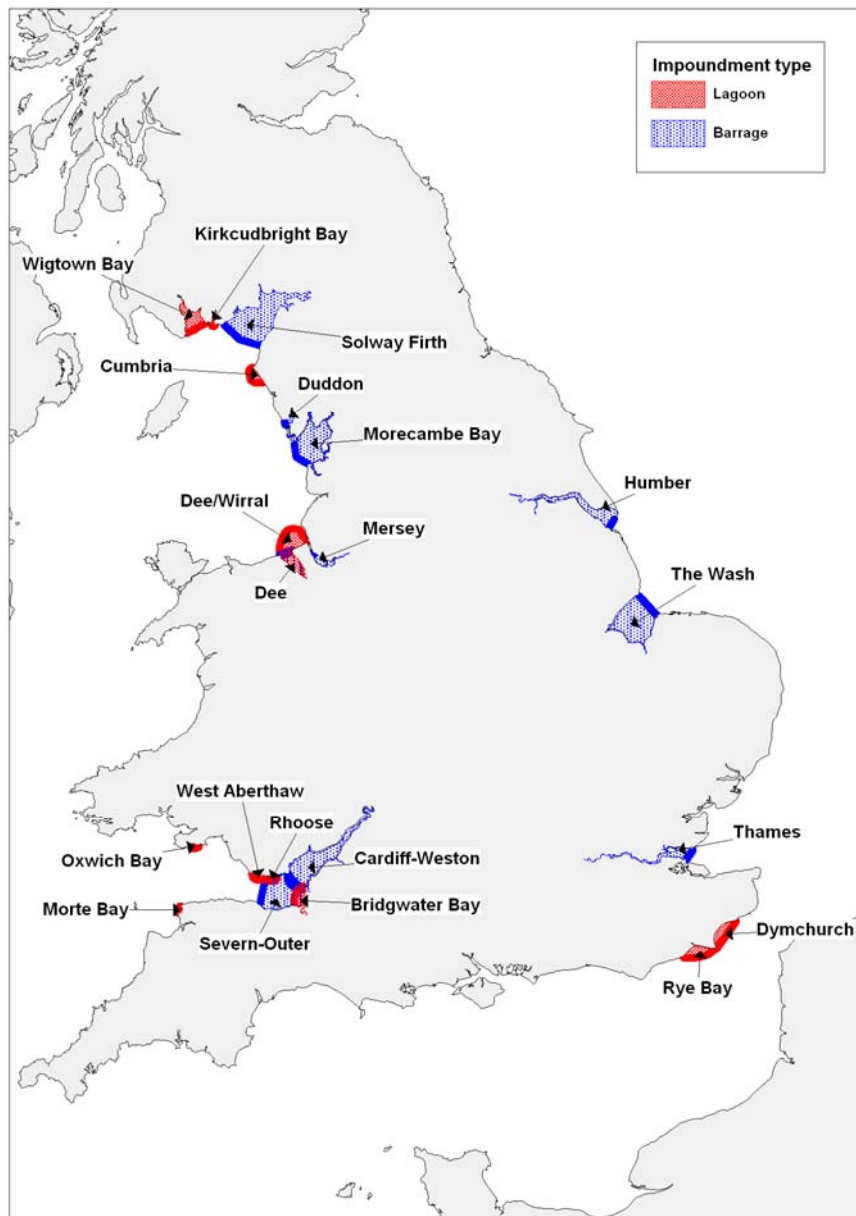 Impoundment type
Lagoon
Barrage
Kirkcudbright Bay
Wigtown Bay
Solway Firth
Cumbria
Duddon
Morecambe Bay
Dee/Wirral
Humber
Mersey
Dee
The Wash
West Aberthaw
Rhoose
Thames
Oxwich Bay
Cardiff-Weston
Morte Bay
Bridgwater Bay
Dymchurch
Severn-Outer
Rye Bay